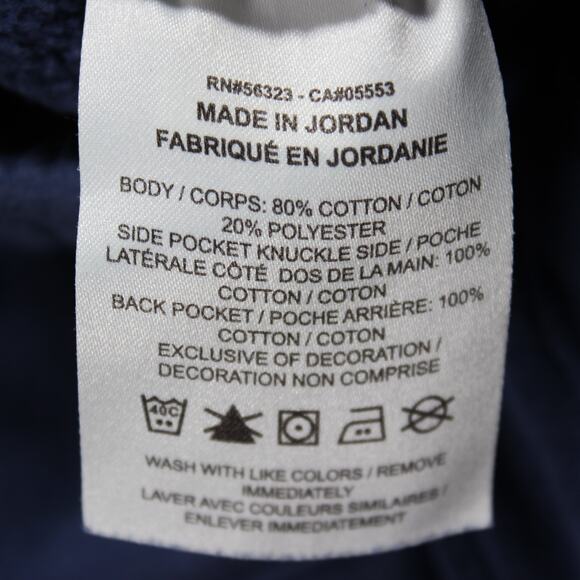 RN#56323 - CA#05553
MADE IN JORDAN
FABRIQUÉ EN JORDANIE
BODY / CORPS: 80% COTTON / COTON
20% POLYESTER
SIDE POCKET KNUCKLE SIDE / POCHE
LATÉRALE CÔTÉ DOS DE LA MAIN: 100%
COTTON / COTON
BACK POCKET / POCHE ARRIÈRE: 100%
COTTON / COTON
EXCLUSIVE OF DECORATION /
DECORATION NON COMPRISE
40C
WASH WITH LIKE COLORS / REMOVE
IMMEDIATELY
LAVER AVEC COULEURS SIMILAIRES /
ENLEVER IMMEDIATEMENT